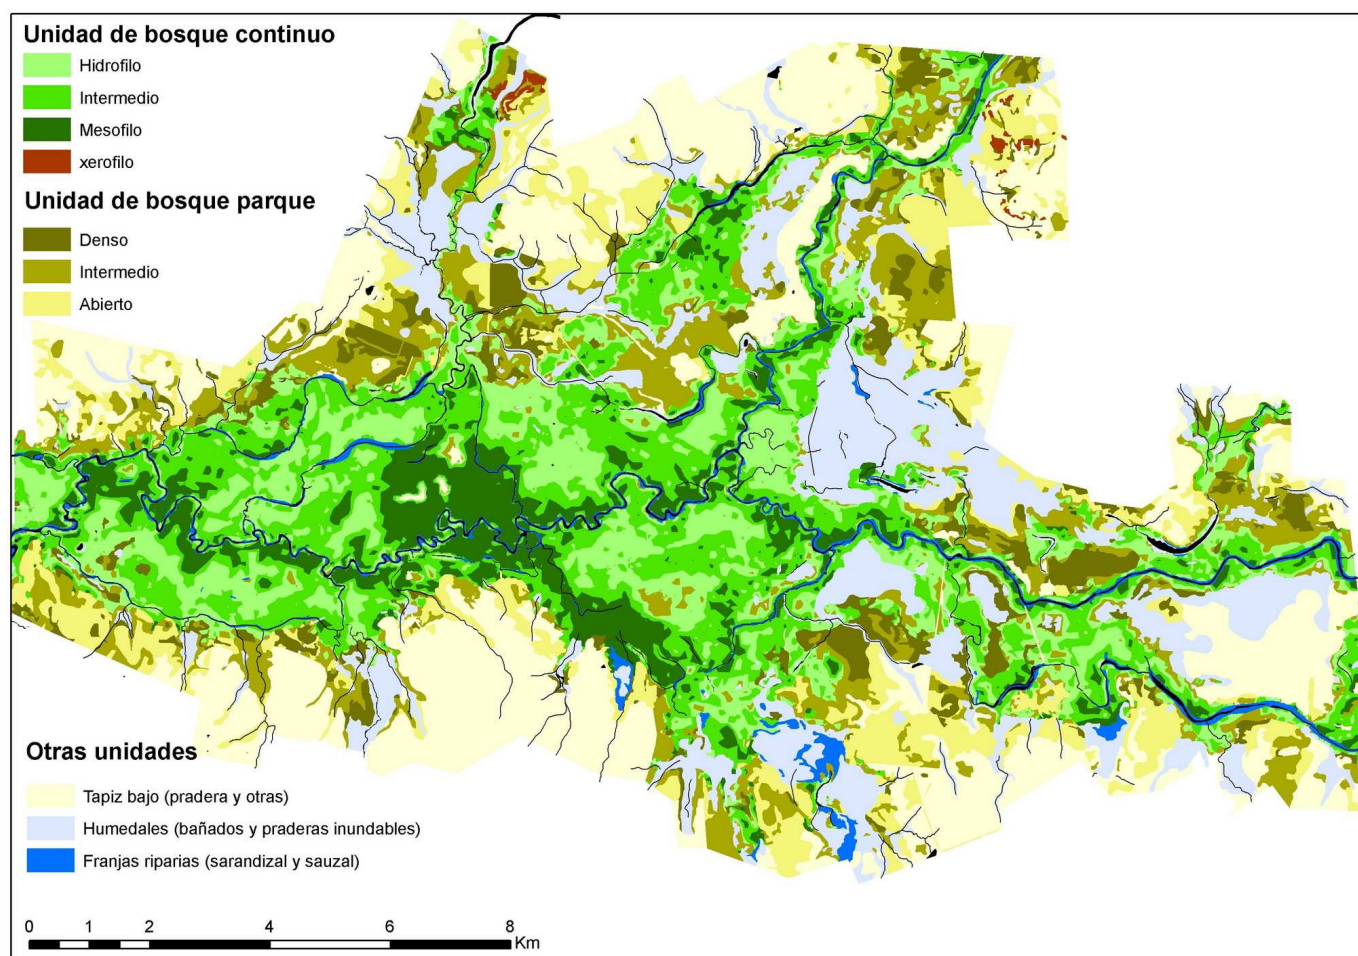 Unidad de bosque continuo
Hidrofilo
Intermedio
Mesofilo
xerofilo
Unidad de bosque parque
Denso
Intermedio
Abierto
Otras unidades
Tapiz bajo (pradera y otras)
Humedales (bañados y praderas inundables)
Franjas riparias (sarandizal y sauzal)
0 1 2 4 6 8
Km